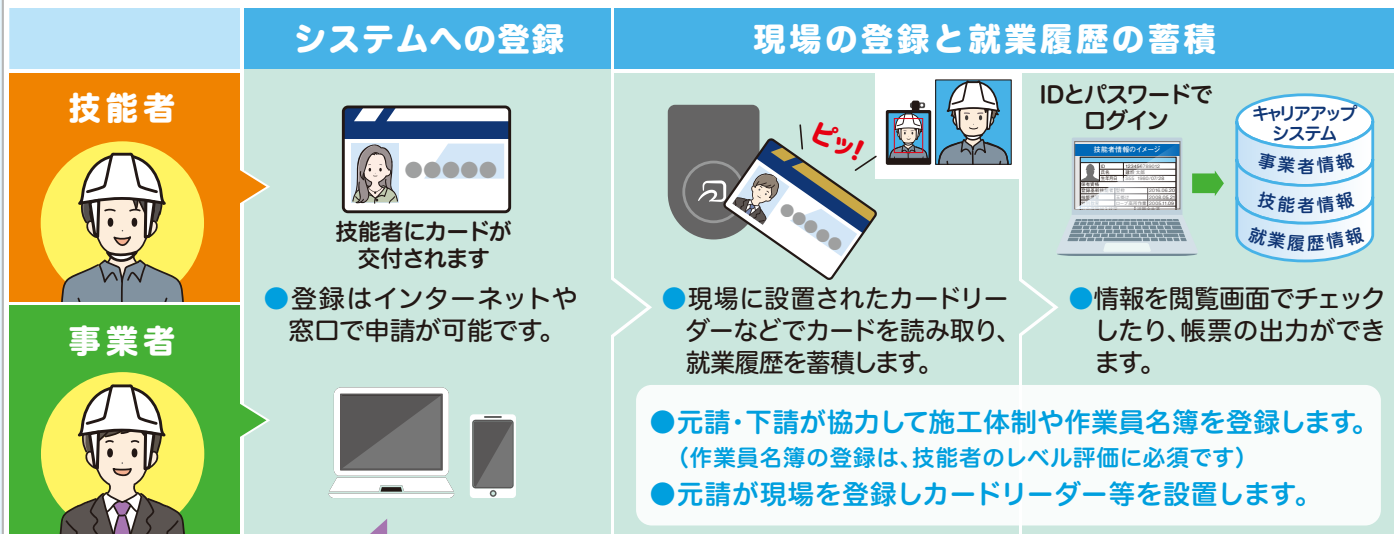 システムへの登録
現場の登録と就業履歴の蓄積
技能者
技能者にカードが
交付されます
●登録はインターネットや
窓口で申請が可能です。
ピッ!
●現場に設置されたカードリー
ダーなどでカードを読み取り、
就業履歴を蓄積します。
IDとパスワードで
ログイン
技能者情報のイメージ
キャリアアップ
システム
事業者情報
技能者情報
就業履歴情報
●情報を閲覧画面でチェック
したり、帳票の出力ができ
ます。
事業者
●元請・下請が協力して施工体制や作業員名簿を登録します。
（作業員名簿の登録は、技能者のレベル評価に必須です）
●元請が現場を登録しカードリーダー等を設置します。